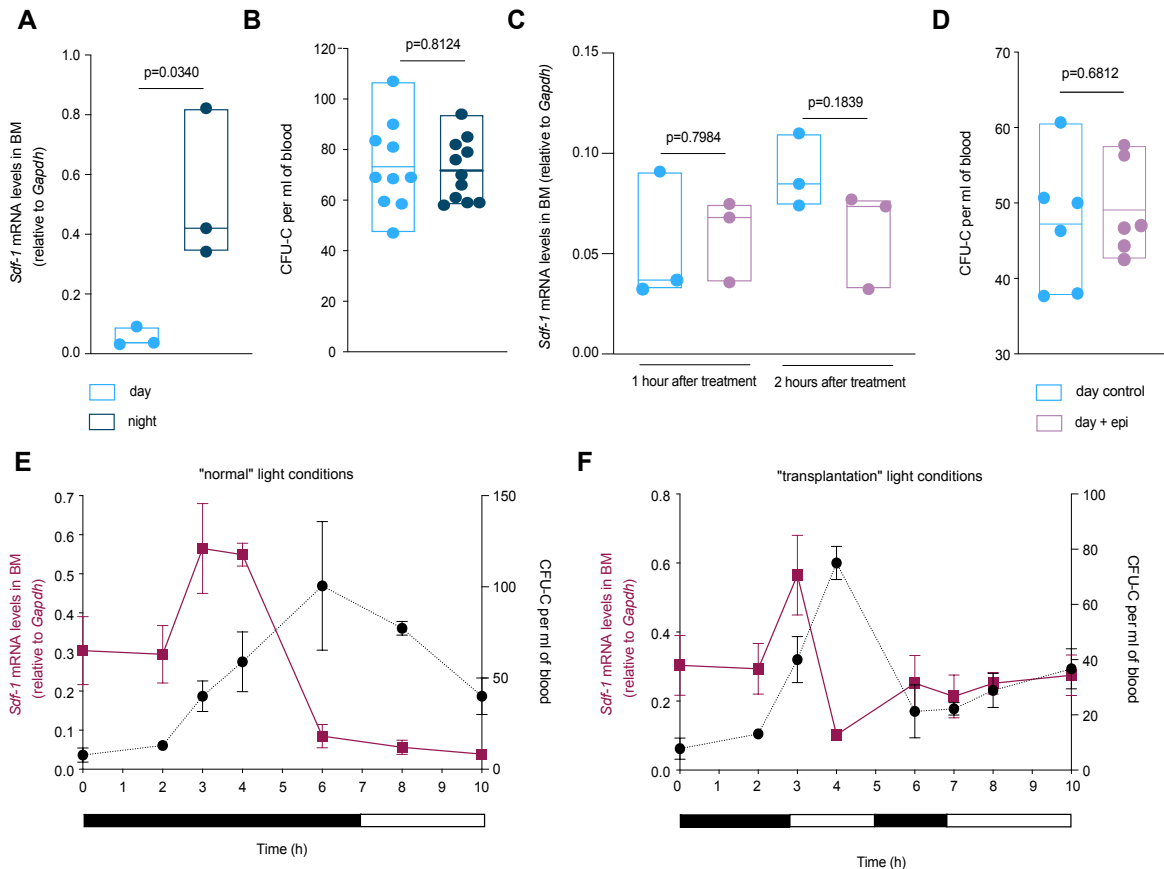 A
Sdf-1 mRNA levels in BM
(relative to Gapdh)
1.0
0.8
0.6
0.4
0.2
0.0
p=0.0340
day
night
B
CFU-C per ml of blood
120
100
80
60
40
20
0
p=0.8124
C
Sdf-1 mRNA levels in BM (relative to Gapdh)
0.15
0.10
0.05
0.00
p=0.7984
p=0.1839
1 hour after treatment
2 hours after treatment
D
CFU-C per ml of blood
70
60
50
40
30
p=0.6812
day control
day + epi
E
"normal" light conditions
Sdf-1 mRNA levels in BM
(relative to Gapdh)
0.7
0.6
0.5
0.4
0.3
0.2
0.1
0.0
150
100
50
0
CFU-C per ml of blood
0 1 2 3 4 6 8 10
Time (h)
F
"transplantation" light conditions
Sdf-1 mRNA levels in BM
(relative to Gapdh)
0.8
0.6
0.4
0.2
0.0
100
80
60
40
20
0
CFU-C per ml of blood
0 2 3 4 6 7 8 10
Time (h)